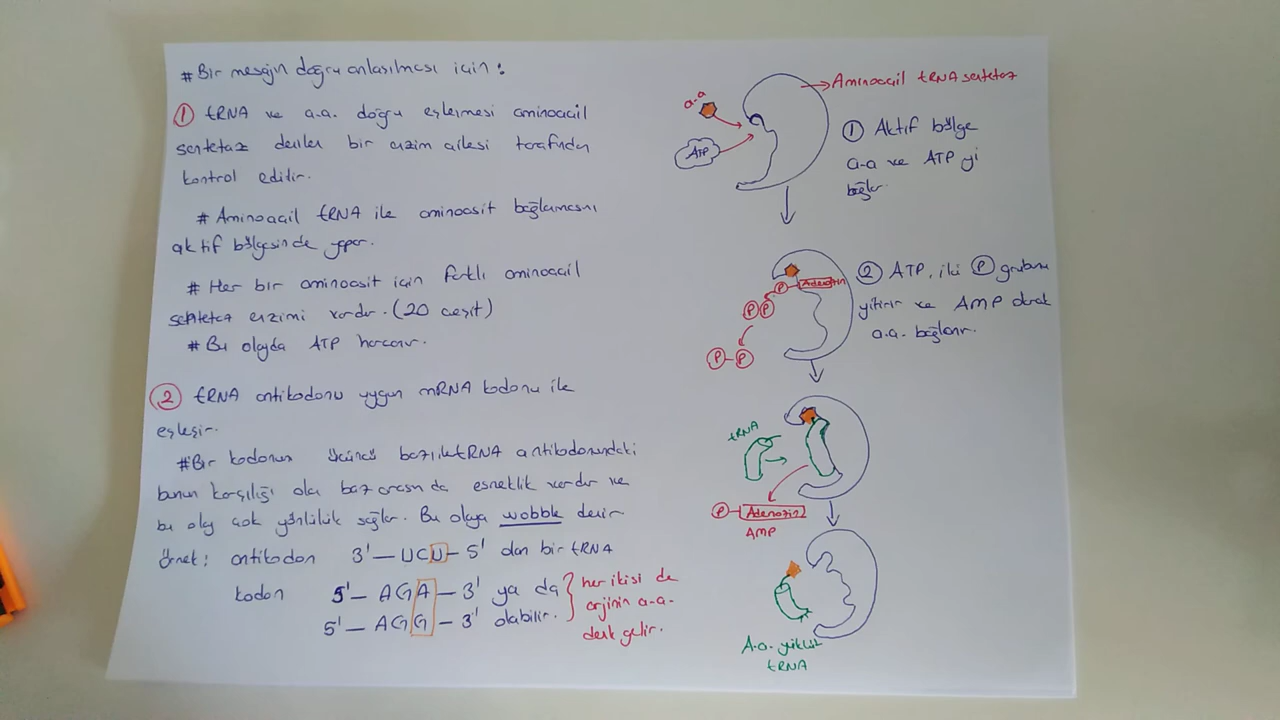 # Bir mesajın doğru anlaşılması için :
① tRNA ve a.a. doğru eşleşmesi aminoaçil
sentetaz denilen bir enzim ailesi tarafından
kontrol edilir.
# Aminoaçil tRNA ile aminoasit bağlanmasını
aktif bölgesinde yapar.
# Her bir aminoasit için farklı aminoaçil
sentetaz enzimi vardır. (20 çeşit)
# Bu olayda ATP harcanır.
② tRNA antikodonu uygun mRNA kodonu ile
eşleşir.
# Bir kodonun üçüncü bazı ile tRNA antikodonundaki
bunun karşılığı olan baz arasında esneklik vardır ve
bu olay çok yönlülük sağlar. Bu olaya wobble denir
Örnek : antikodon 3' — UCU — 5' olan bir tRNA
kodon 5' — AGA — 3' ya da
5' — AGG — 3' olabilir.
her ikisi de
arjinin a.a.
denk gelir.
Aminoaçil tRNA sentetaz
a.a
ATP
① Aktif bölge
a.a ve ATP yi
bağlar.
② ATP, iki Ⓟ grubunu
yitirir ve AMP olarak
a.a. bağlanır.
P Adenozin
P P
P - P
tRNA
P - Adenozin
AMP
A.a. yüklü
tRNA